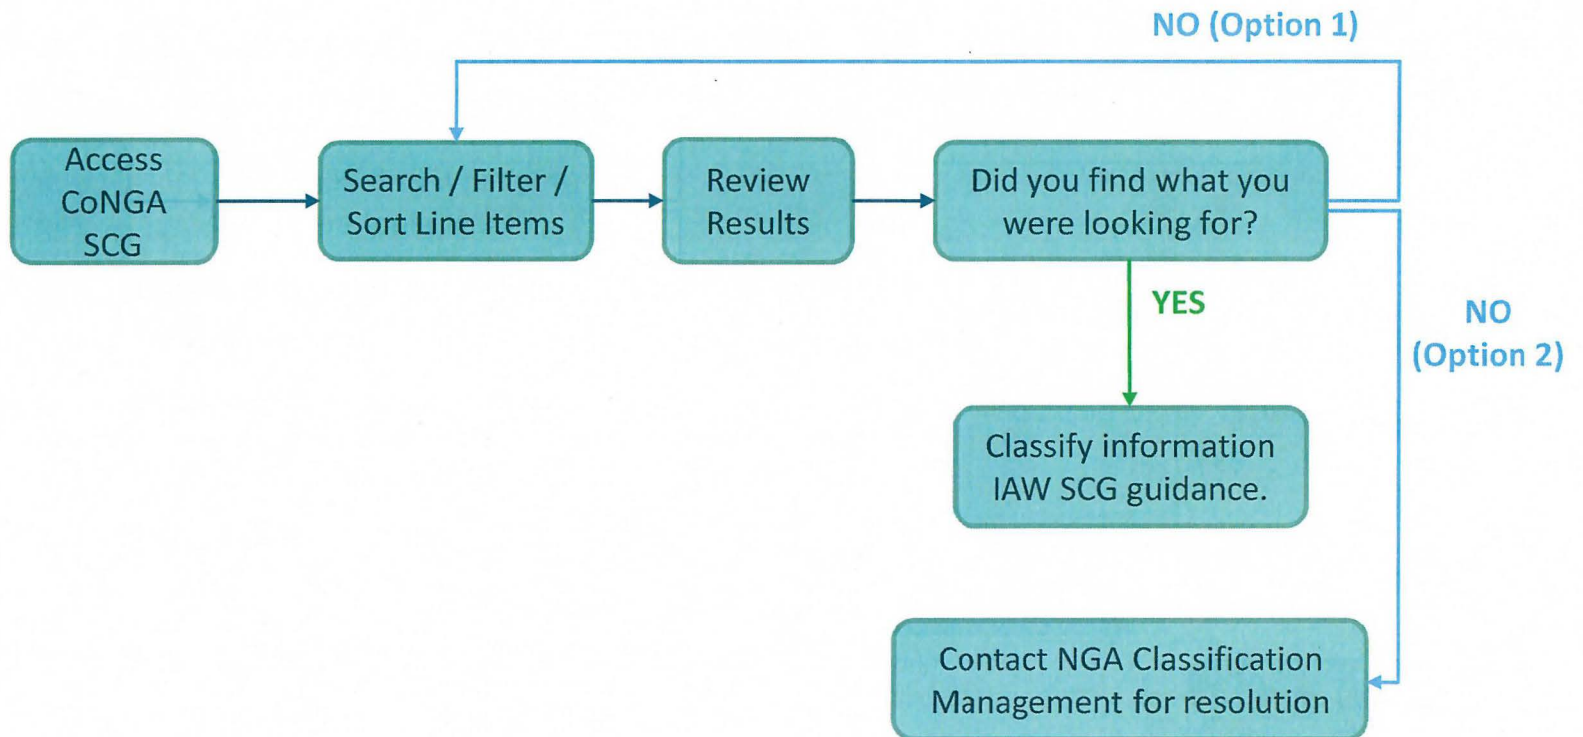 NO (Option 1)
Access
CoNGA
SCG
Search / Filter /
Sort Line Items
Review
Results
Did you find what you
were looking for?
YES
NO
(Option 2)
Classify information
IAW SCG guidance.
Contact NGA Classification
Management for resolution